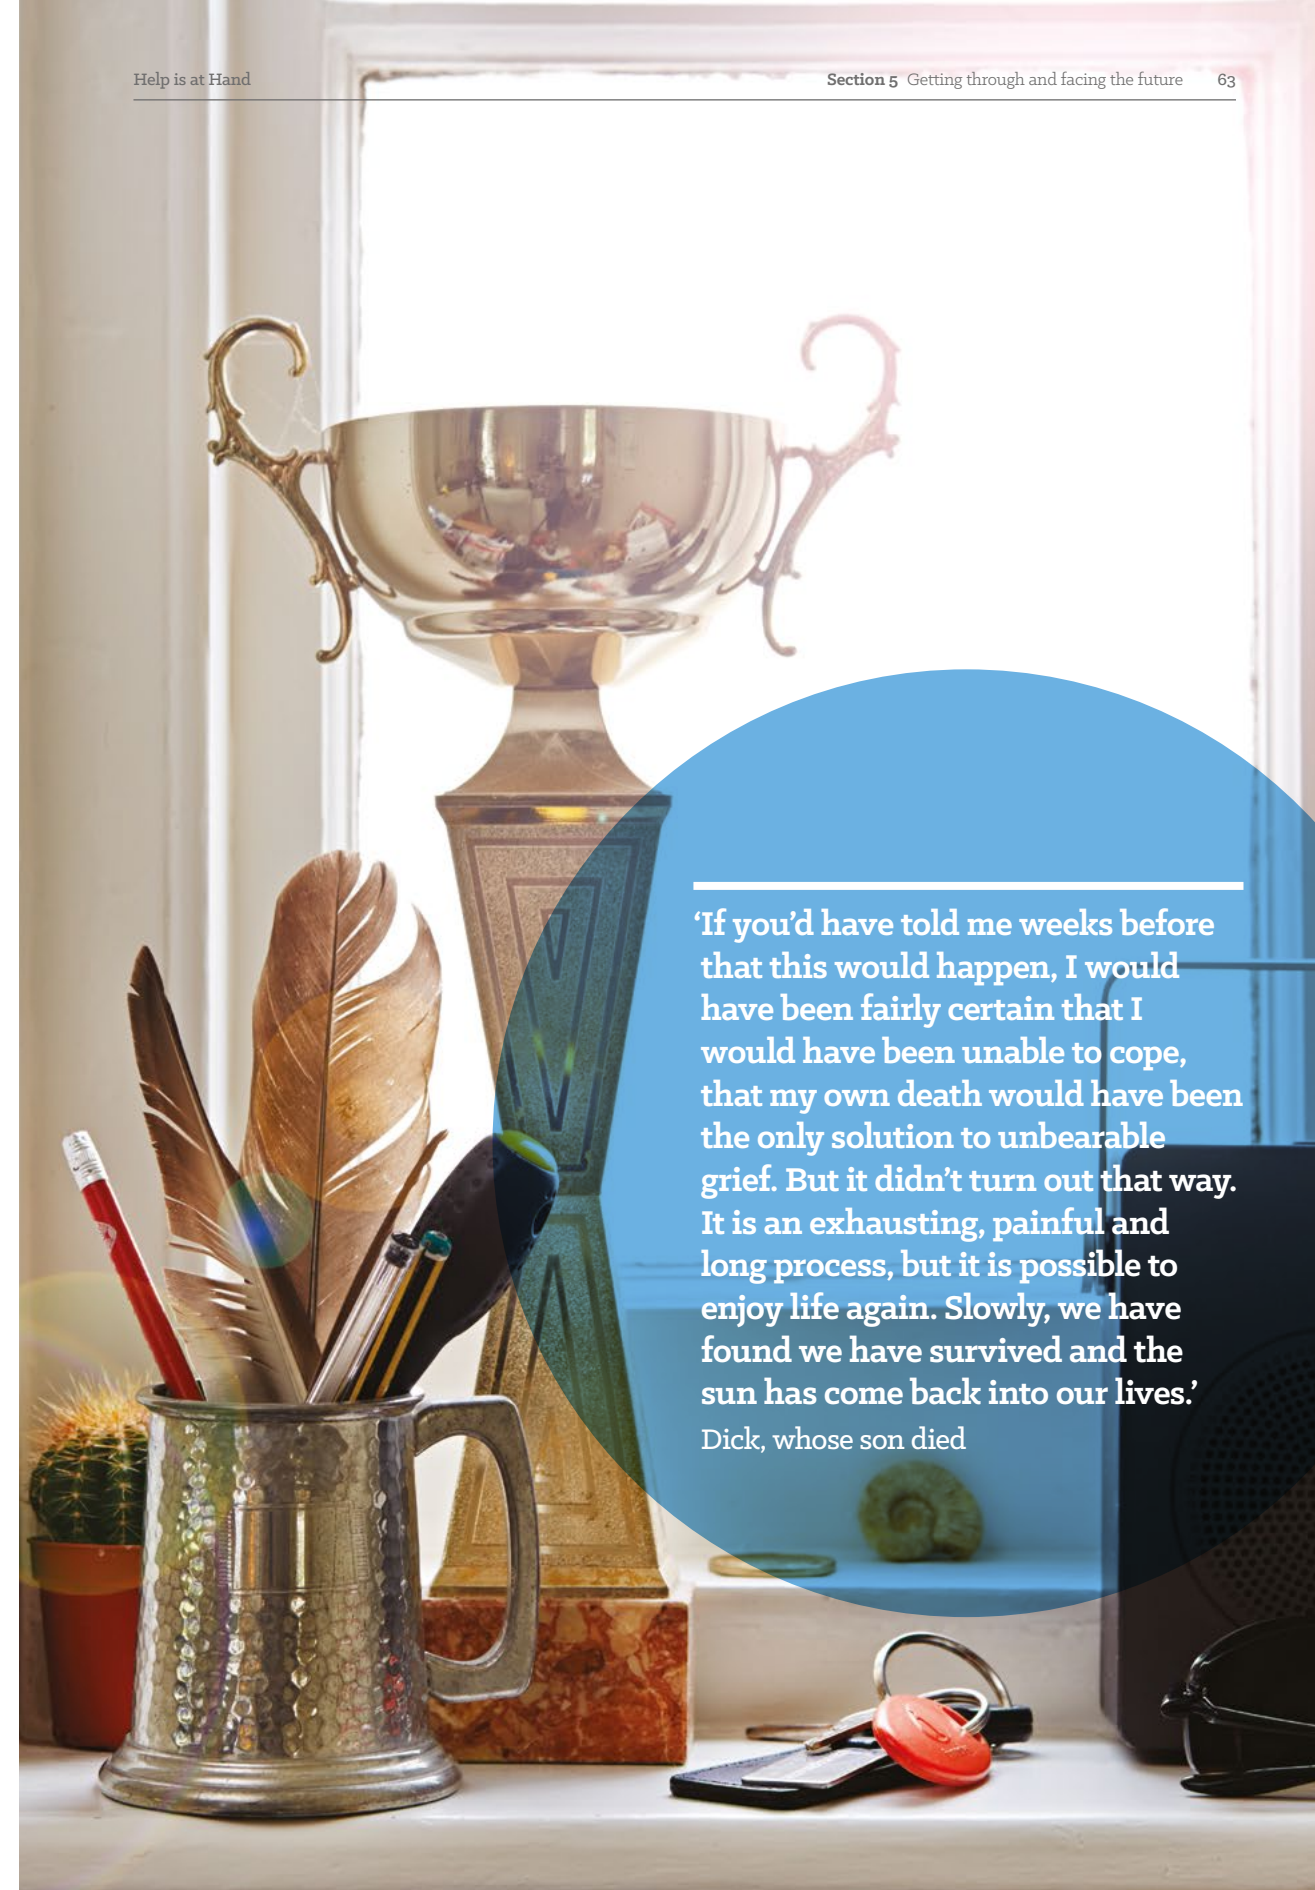 Help is at Hand
Section 5 Getting through and facing the future 63
‘If you’d have told me weeks before
that this would happen, I would
have been fairly certain that I
would have been unable to cope,
that my own death would have been
the only solution to unbearable
grief. But it didn’t turn out that way.
It is an exhausting, painful and
long process, but it is possible to
enjoy life again. Slowly, we have
found we have survived and the
sun has come back into our lives.’
Dick, whose son died